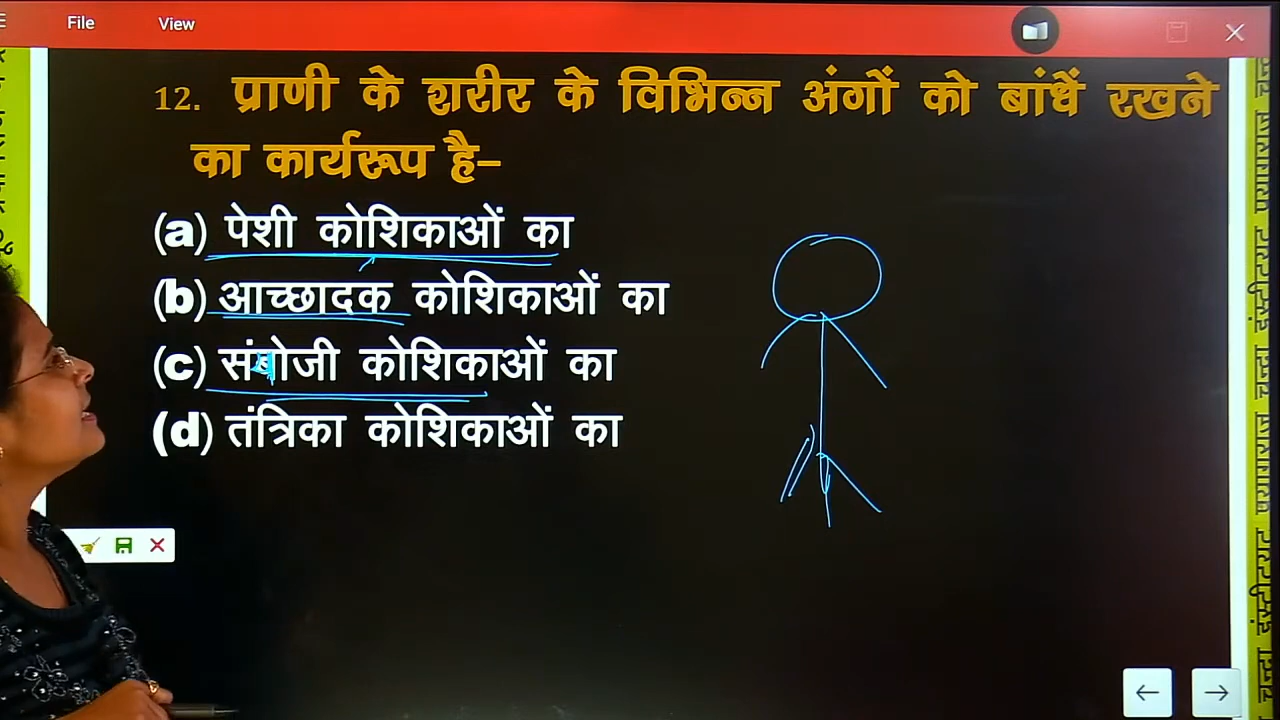 File View
12. प्राणी के शरीर के विभिन्न अंगों को बांधें रखने
का कार्यरूप है–
(a) पेशी कोशिकाओं का
(b) आच्छादक कोशिकाओं का
(c) संयोजी कोशिकाओं का
(d) तंत्रिका कोशिकाओं का